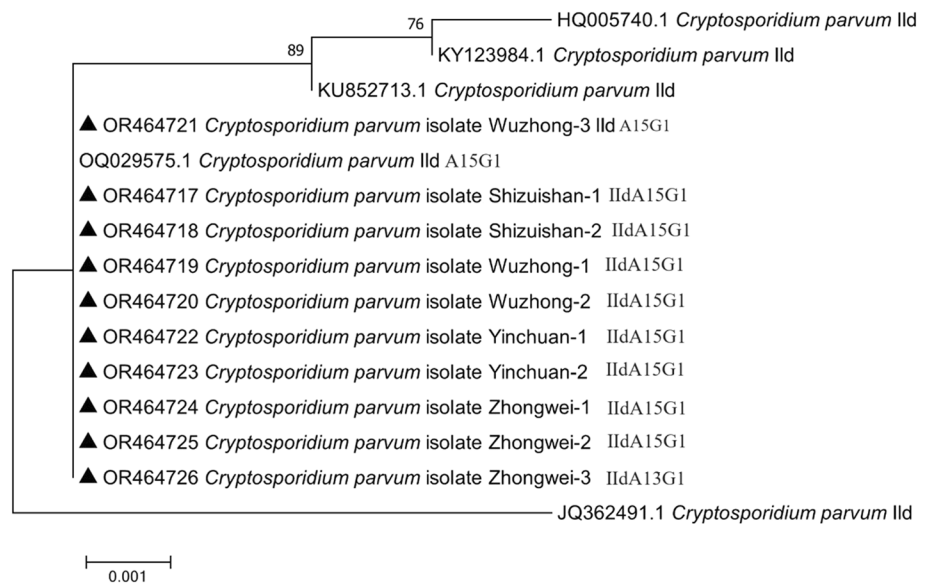 76 HQ005740.1 Cryptosporidium parvum IId
89 KY123984.1 Cryptosporidium parvum IId
KU852713.1 Cryptosporidium parvum IId
OR464721 Cryptosporidium parvum isolate Wuzhong-3 IId A15G1
OQ029575.1 Cryptosporidium parvum IId A15G1
OR464717 Cryptosporidium parvum isolate Shizuishan-1 IIdA15G1
OR464718 Cryptosporidium parvum isolate Shizuishan-2 IIdA15G1
OR464719 Cryptosporidium parvum isolate Wuzhong-1 IIdA15G1
OR464720 Cryptosporidium parvum isolate Wuzhong-2 IIdA15G1
OR464722 Cryptosporidium parvum isolate Yinchuan-1 IIdA15G1
OR464723 Cryptosporidium parvum isolate Yinchuan-2 IIdA15G1
OR464724 Cryptosporidium parvum isolate Zhongwei-1 IIdA15G1
OR464725 Cryptosporidium parvum isolate Zhongwei-2 IIdA15G1
OR464726 Cryptosporidium parvum isolate Zhongwei-3 IIdA13G1
JQ362491.1 Cryptosporidium parvum IId
0.001